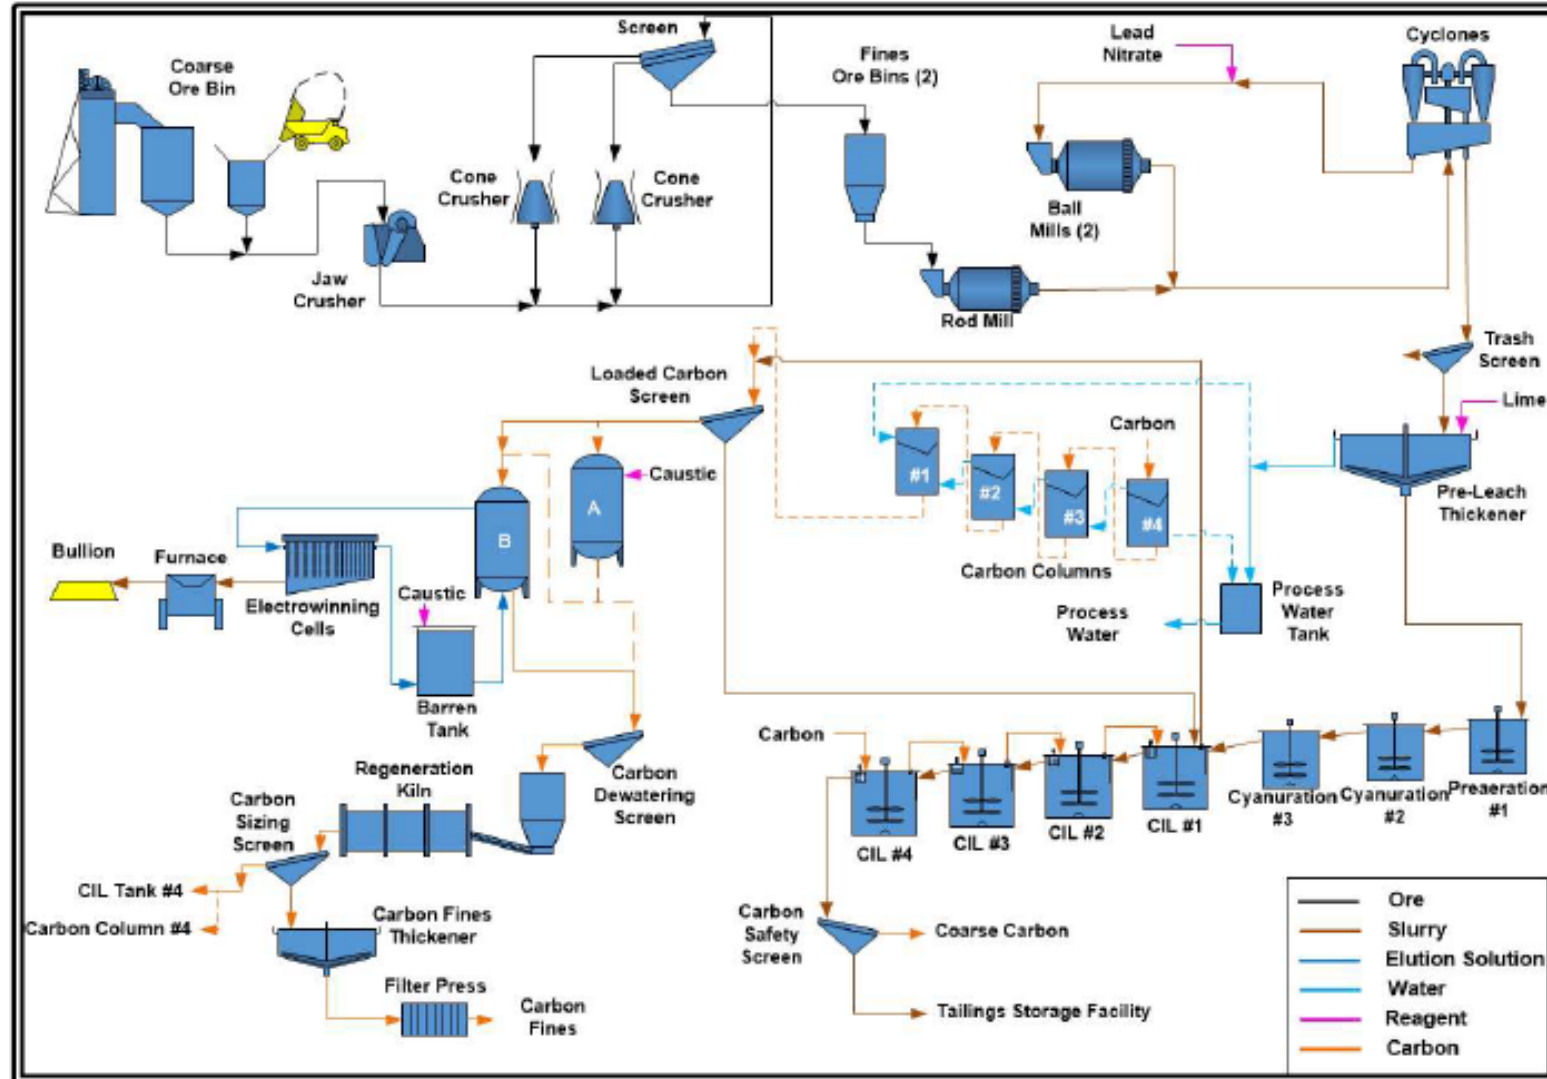 Screen
Coarse
Ore Bin
Fines
Ore Bins (2)
Lead
Nitrate
Cyclones
Cone
Crusher
Cone
Crusher
Ball
Mills (2)
Jaw
Crusher
Rod Mill
Trash
Screen
Loaded Carbon
Screen
Lime
Carbon
#1
#2
#3
#4
Caustic
A
B
Pre-Leach
Thickener
Carbon Columns
Bullion
Furnace
Electrowinning
Cells
Caustic
Process
Water
Process
Water
Tank
Barren
Tank
Carbon
Regeneration
Kiln
Carbon
Dewatering
Screen
Carbon
Sizing
Screen
CIL #4
CIL #3
CIL #2
CIL #1
Cyanuration
#3
Cyanuration
#2
Preaeration
#1
CIL Tank #4
Carbon Column #4
Carbon Fines
Thickener
Carbon
Safety
Screen
Coarse Carbon
Filter Press
Carbon
Fines
Tailings Storage Facility
Ore
Slurry
Elution Solution
Water
Reagent
Carbon